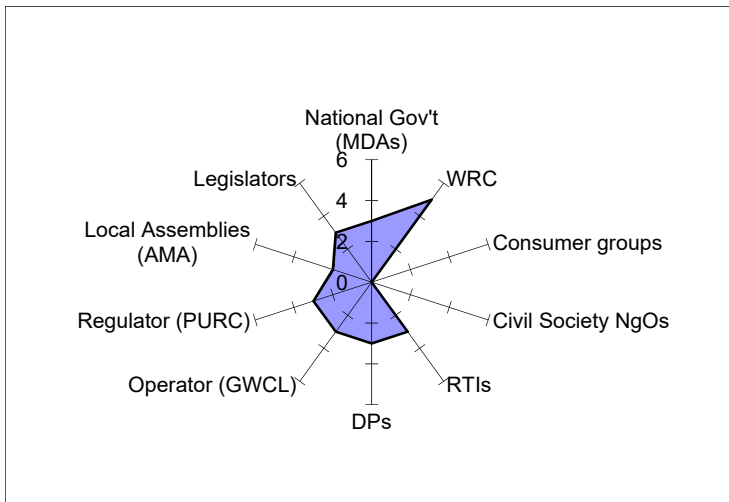 National Gov't
(MDAs)
6
Legislators
WRC
4
Local Assemblies
(AMA)
2
Consumer groups
0
Regulator (PURC)
Civil Society NgOs
Operator (GWCL)
RTIs
DPs